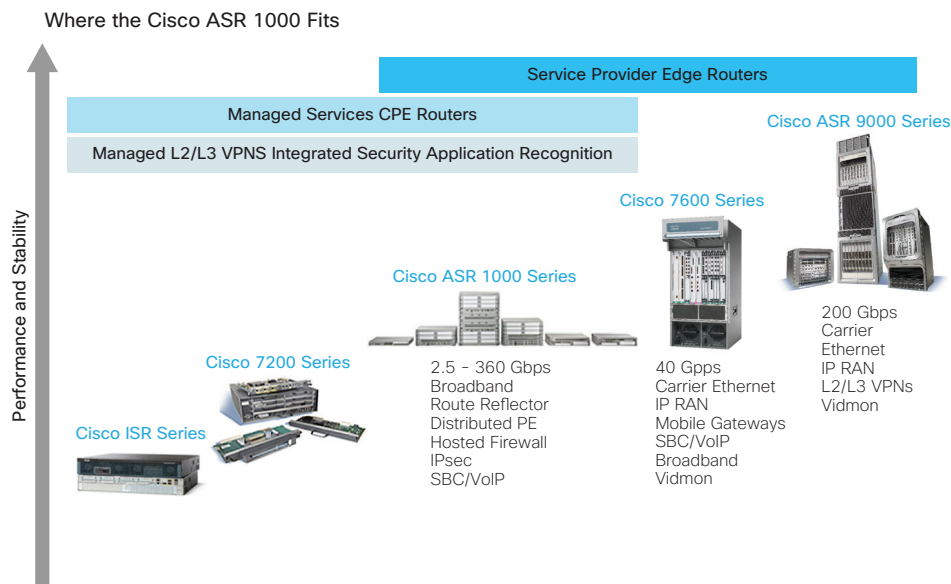 Where the Cisco ASR 1000 Fits
Service Provider Edge Routers
Managed Services CPE Routers
Managed L2/L3 VPNS Integrated Security Application Recognition
Performance and Stability
Cisco ISR Series
Cisco 7200 Series
Cisco ASR 1000 Series
2.5 - 360 Gbps
Broadband
Route Reflector
Distributed PE
Hosted Firewall
IPsec
SBC/VoIP
Cisco 7600 Series
40 Gpps
Carrier Ethernet
IP RAN
Mobile Gateways
SBC/VoIP
Broadband
Vidmon
Cisco ASR 9000 Series
200 Gbps
Carrier
Ethernet
IP RAN
L2/L3 VPNs
Vidmon